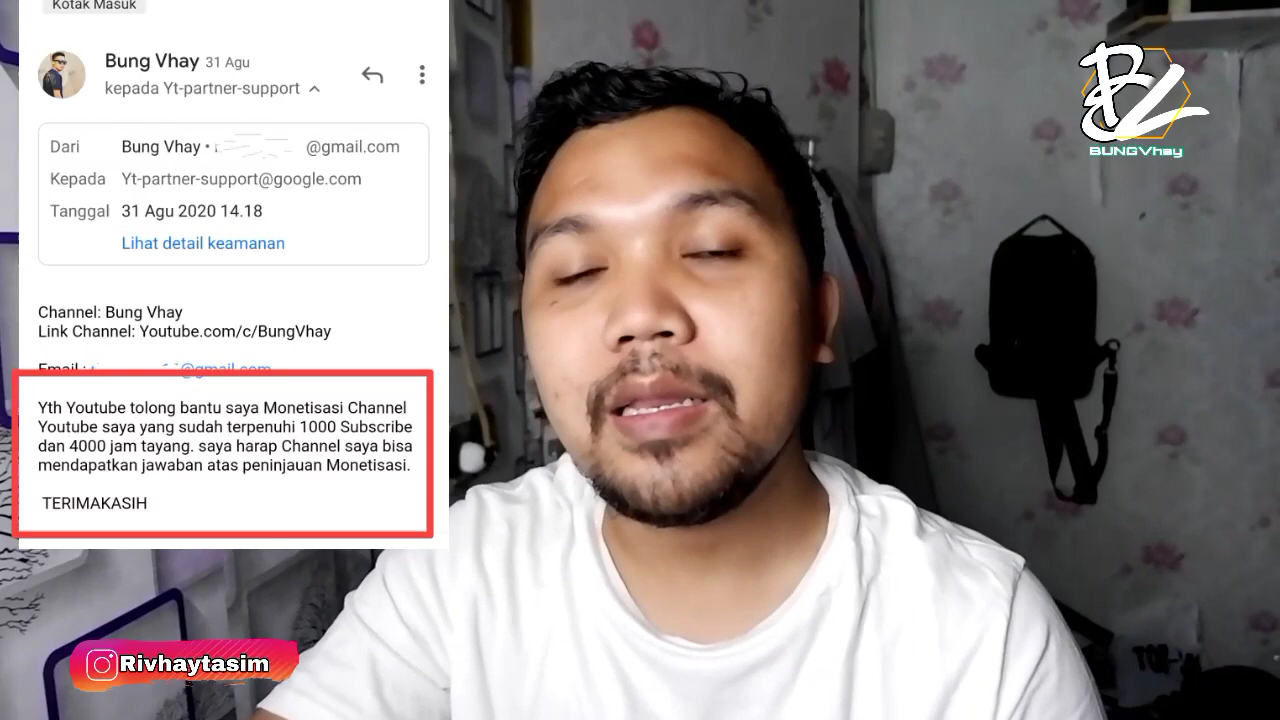 Kotak Masuk
Bung Vhay 31 Agu
kepada Yt-partner-support
Dari Bung Vhay • @gmail.com
Kepada Yt-partner-support@google.com
Tanggal 31 Agu 2020 14.18
Lihat detail keamanan
Channel: Bung Vhay
Link Channel: Youtube.com/c/BungVhay
Email : @gmail.com
Yth Youtube tolong bantu saya Monetisasi Channel
Youtube saya yang sudah terpenuhi 1000 Subscribe
dan 4000 jam tayang. saya harap Channel saya bisa
mendapatkan jawaban atas peninjauan Monetisasi.
TERIMAKASIH
BUNGVhay
Rivhaytasim